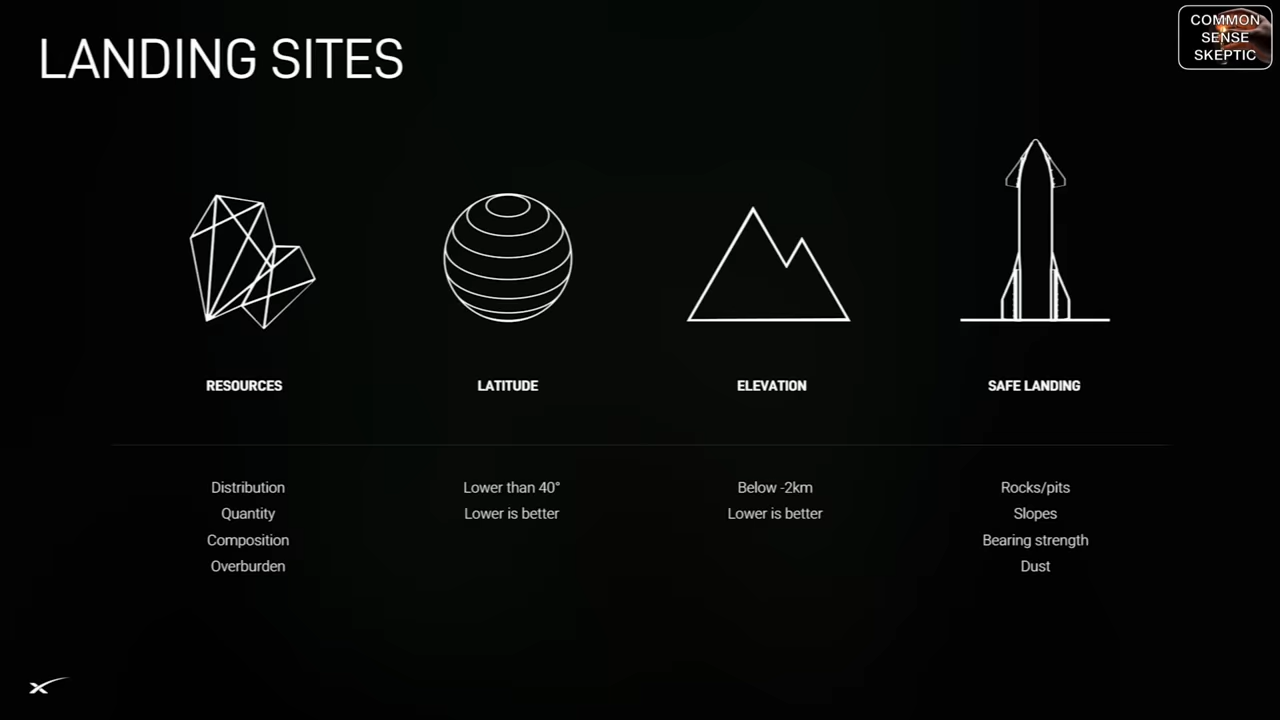 LANDING SITES
COMMON
SENSE
SKEPTIC
RESOURCES
LATITUDE
ELEVATION
SAFE LANDING
Distribution
Quantity
Composition
Overburden
Lower than 40°
Lower is better
Below -2km
Lower is better
Rocks/pits
Slopes
Bearing strength
Dust